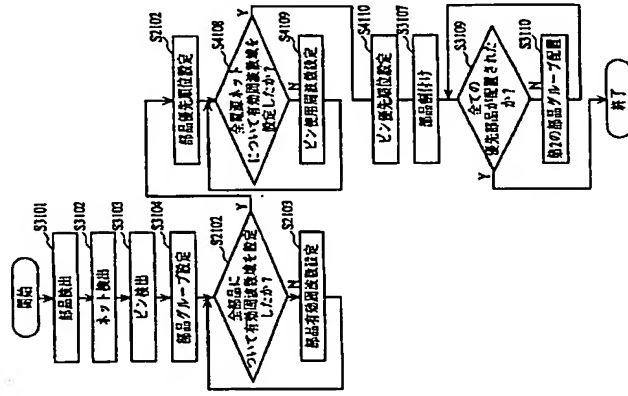 開始
S3101
部品検出
S3102
ネット検出
S3103
ピン検出
S3104
部品グループ設定
S2102
全部品に
ついて有効周波数域を設定
したか?
Y
N
S2103
部品有効周波数設定
S2102
部品優先順位設定
S4108
全電源ネット
について有効周波数域を
設定したか?
Y
N
S4109
ピン使用周波数設定
S4110
ピン優先順位設定
S3107
部品割付け
S3109
全ての
優先部品が配置された
か?
Y
N
S3110
第2の部品グループ配置
終了